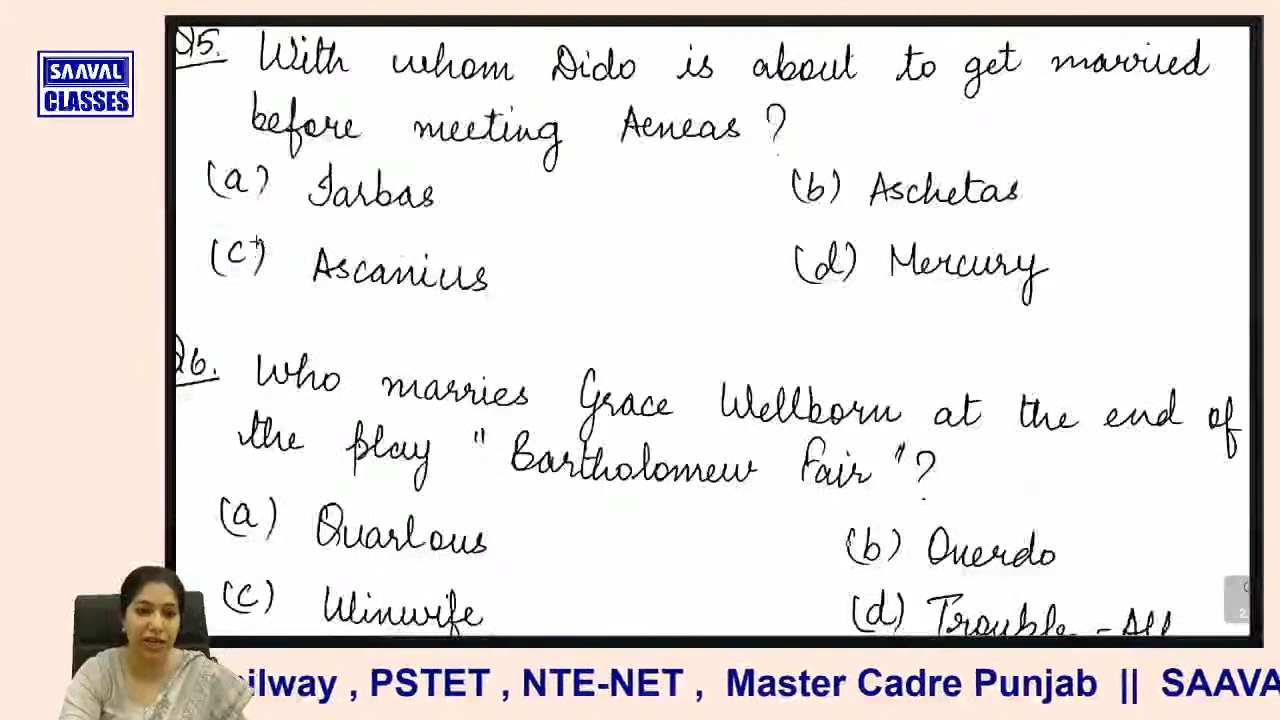 SAAVAL
CLASSES
Q5. With whom Dido is about to get married
before meeting Aeneas ?
(a) Iarbas (b) Aschetas
(c) Ascanius (d) Mercury
Q6. Who marries Grace Wellborn at the end of
the play " Bartholomew Fair " ?
(a) Quarlous (b) Overdo
(c) Winwife (d) Trouble-All
ilway , PSTET , NTE-NET , Master Cadre Punjab || SAAVA